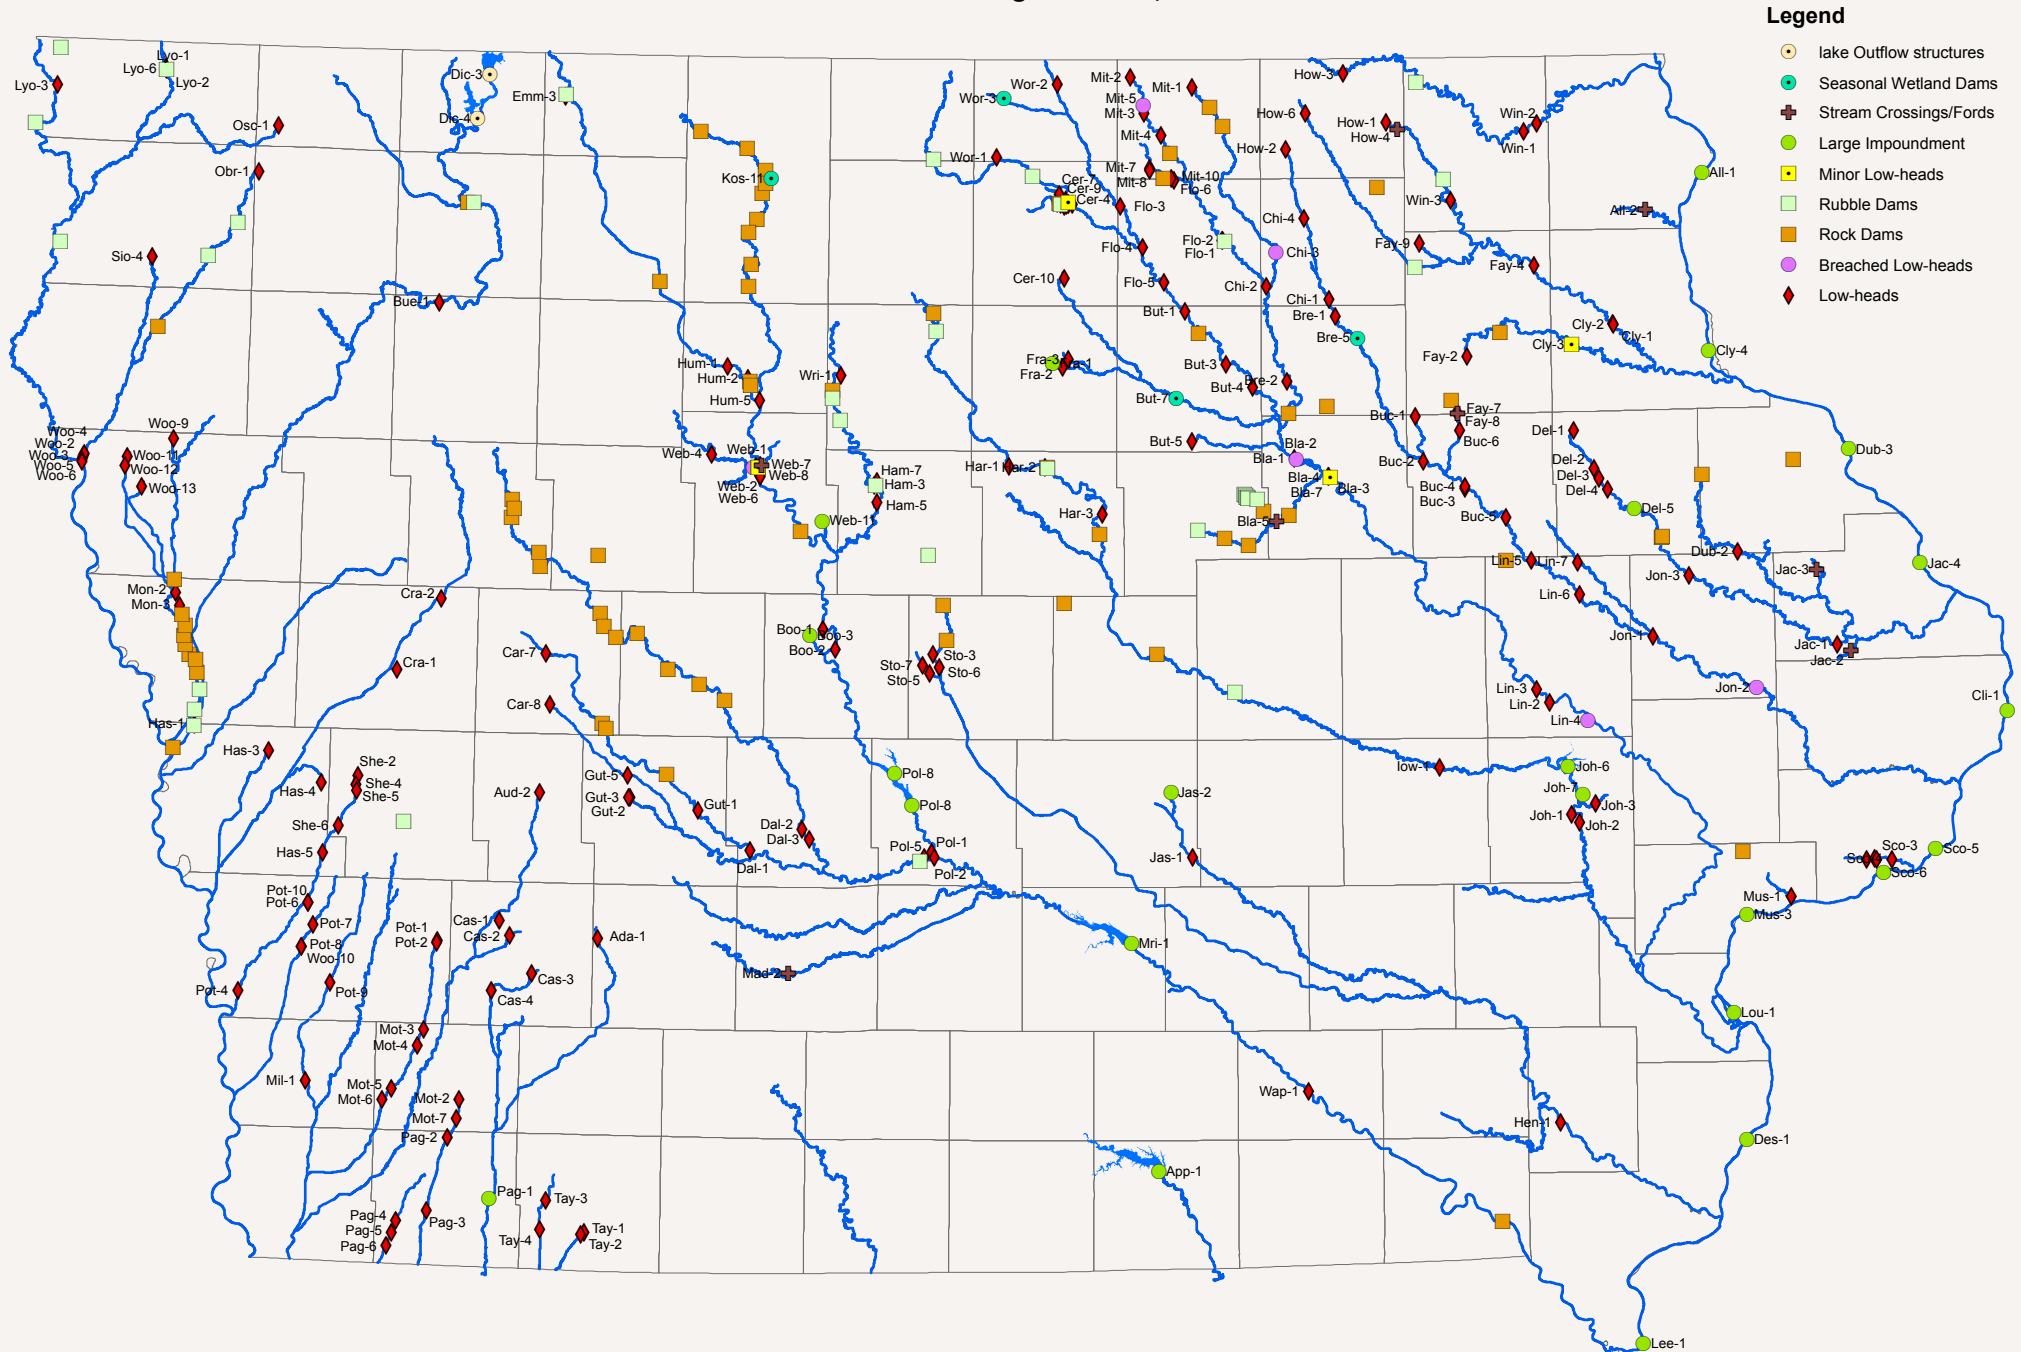 Legend
lake Outflow structures
Seasonal Wetland Dams
Stream Crossings/Fords
Large Impoundment
Minor Low-heads
Rubble Dams
Rock Dams
Breached Low-heads
Low-heads
Lyo-1
Lyo-6
Lyo-2
Lyo-3
Osc-1
Obr-1
Sio-4
Dic-3
Dic-4
Emm-3
Bue-1
Kos-11
Wor-2
Wor-3
Wor-1
Mit-2
Mit-1
Mit-5
Mit-3
Mit-4
Mit-7
Mit-8
Mit-10
Flo-6
Cer-7
Cer-9
Cer-4
Flo-3
Flo-4
Flo-2
Flo-1
Flo-5
Cer-10
How-3
How-6
How-1
How-4
How-2
Win-2
Win-1
Win-3
All-1
All-2
Chi-4
Chi-3
Chi-2
Chi-1
Bre-1
Bre-5
Bre-2
Fay-9
Fay-4
Fay-2
Cly-2
Cly-1
Cly-3
Cly-4
But-1
But-3
But-4
But-7
But-5
Fra-3
Fra-2
Hum-1
Hum-2
Hum-5
Wri-1
Woo-4
Woo-2
Woo-3
Woo-5
Woo-6
Woo-9
Woo-11
Woo-12
Woo-13
Web-4
Web-1
Web-7
Web-8
Web-2
Web-6
Web-11
Ham-7
Ham-3
Ham-5
Har-1
Har-2
Har-3
Bla-2
Bla-1
Bla-4
Bla-3
Bla-7
Bla-5
Buc-1
Fay-7
Fay-8
Buc-6
Buc-2
Buc-4
Buc-3
Buc-5
Del-1
Del-2
Del-3
Del-4
Del-5
Dub-3
Dub-2
Jac-3
Jac-4
Lin-5
Lin-7
Lin-6
Jon-3
Jon-1
Jac-1
Jac-2
Jon-2
Cli-1
Lin-3
Lin-2
Lin-4
Mon-2
Mon-3
Cra-2
Cra-1
Car-7
Car-8
Boo-1
Boo-3
Boo-2
Sto-3
Sto-7
Sto-6
Sto-5
Has-1
Has-3
Has-4
She-2
She-4
She-5
She-6
Has-5
Aud-2
Gut-5
Gut-3
Gut-2
Gut-1
Dal-2
Dal-3
Dal-1
Pol-8
Pol-8
Pol-5
Pol-1
Pol-2
Jas-2
Jas-1
Iow-1
Joh-6
Joh-7
Joh-3
Joh-1
Joh-2
Sco-3
Sco-5
Sco-6
Mus-1
Mus-3
Pot-10
Pot-6
Pot-7
Pot-8
Woo-10
Pot-9
Pot-4
Pot-1
Pot-2
Cas-1
Cas-2
Cas-3
Cas-4
Ada-1
Mad-2
Mri-1
Lou-1
Mot-3
Mot-4
Mil-1
Mot-5
Mot-6
Mot-2
Mot-7
Pag-2
Wap-1
Hen-1
Des-1
Pag-1
Pag-3
Pag-4
Pag-5
Pag-6
Tay-3
Tay-4
Tay-1
Tay-2
App-1
Lee-1